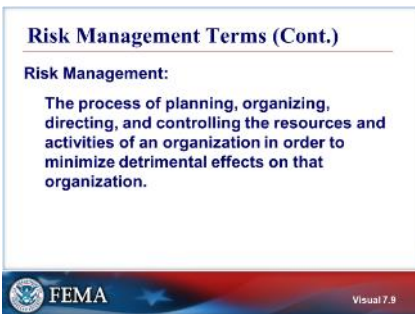 Risk Management Terms (Cont.)
Risk Management:
The process of planning, organizing,
directing, and controlling the resources and
activities of an organization in order to
minimize detrimental effects on that
organization.
FEMA
Visual 7.9